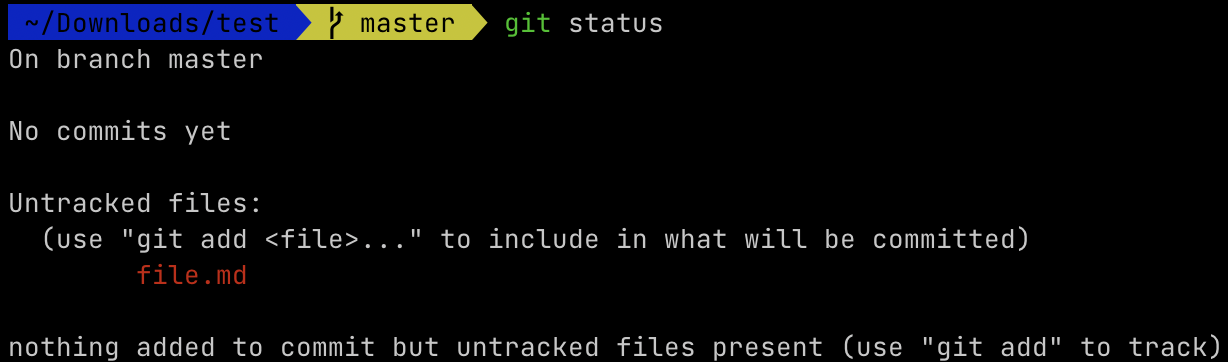 ~/Downloads/test master git status
On branch master
No commits yet
Untracked files:
(use "git add <file>..." to include in what will be committed)
file.md
nothing added to commit but untracked files present (use "git add" to track)